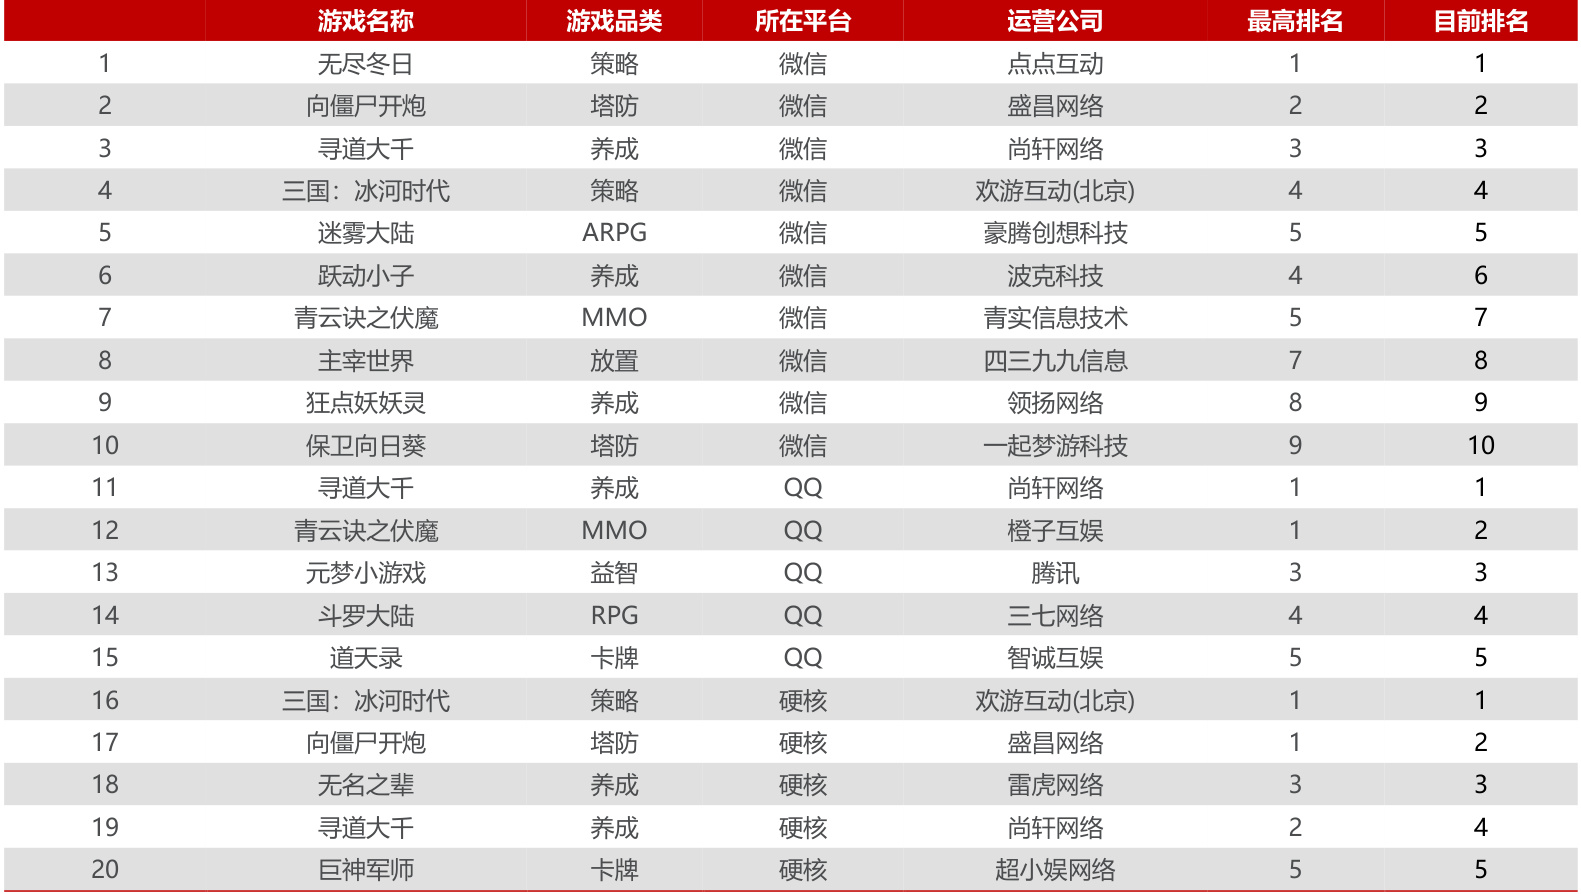 游戏名称 游戏品类 所在平台 运营公司 最高排名 目前排名
1 无尽冬日 策略 微信 点点互动 1 1
2 向僵尸开炮 塔防 微信 盛昌网络 2 2
3 寻道大千 养成 微信 尚轩网络 3 3
4 三国：冰河时代 策略 微信 欢游互动(北京) 4 4
5 迷雾大陆 ARPG 微信 豪腾创想科技 5 5
6 跃动小子 养成 微信 波克科技 4 6
7 青云诀之伏魔 MMO 微信 青实信息技术 5 7
8 主宰世界 放置 微信 四三九九信息 7 8
9 狂点妖妖灵 养成 微信 领扬网络 8 9
10 保卫向日葵 塔防 微信 一起梦游科技 9 10
11 寻道大千 养成 QQ 尚轩网络 1 1
12 青云诀之伏魔 MMO QQ 橙子互娱 1 2
13 元梦小游戏 益智 QQ 腾讯 3 3
14 斗罗大陆 RPG QQ 三七网络 4 4
15 道天录 卡牌 QQ 智诚互娱 5 5
16 三国：冰河时代 策略 硬核 欢游互动(北京) 1 1
17 向僵尸开炮 塔防 硬核 盛昌网络 1 2
18 无名之辈 养成 硬核 雷虎网络 3 3
19 寻道大千 养成 硬核 尚轩网络 2 4
20 巨神军师 卡牌 硬核 超小娱网络 5 5